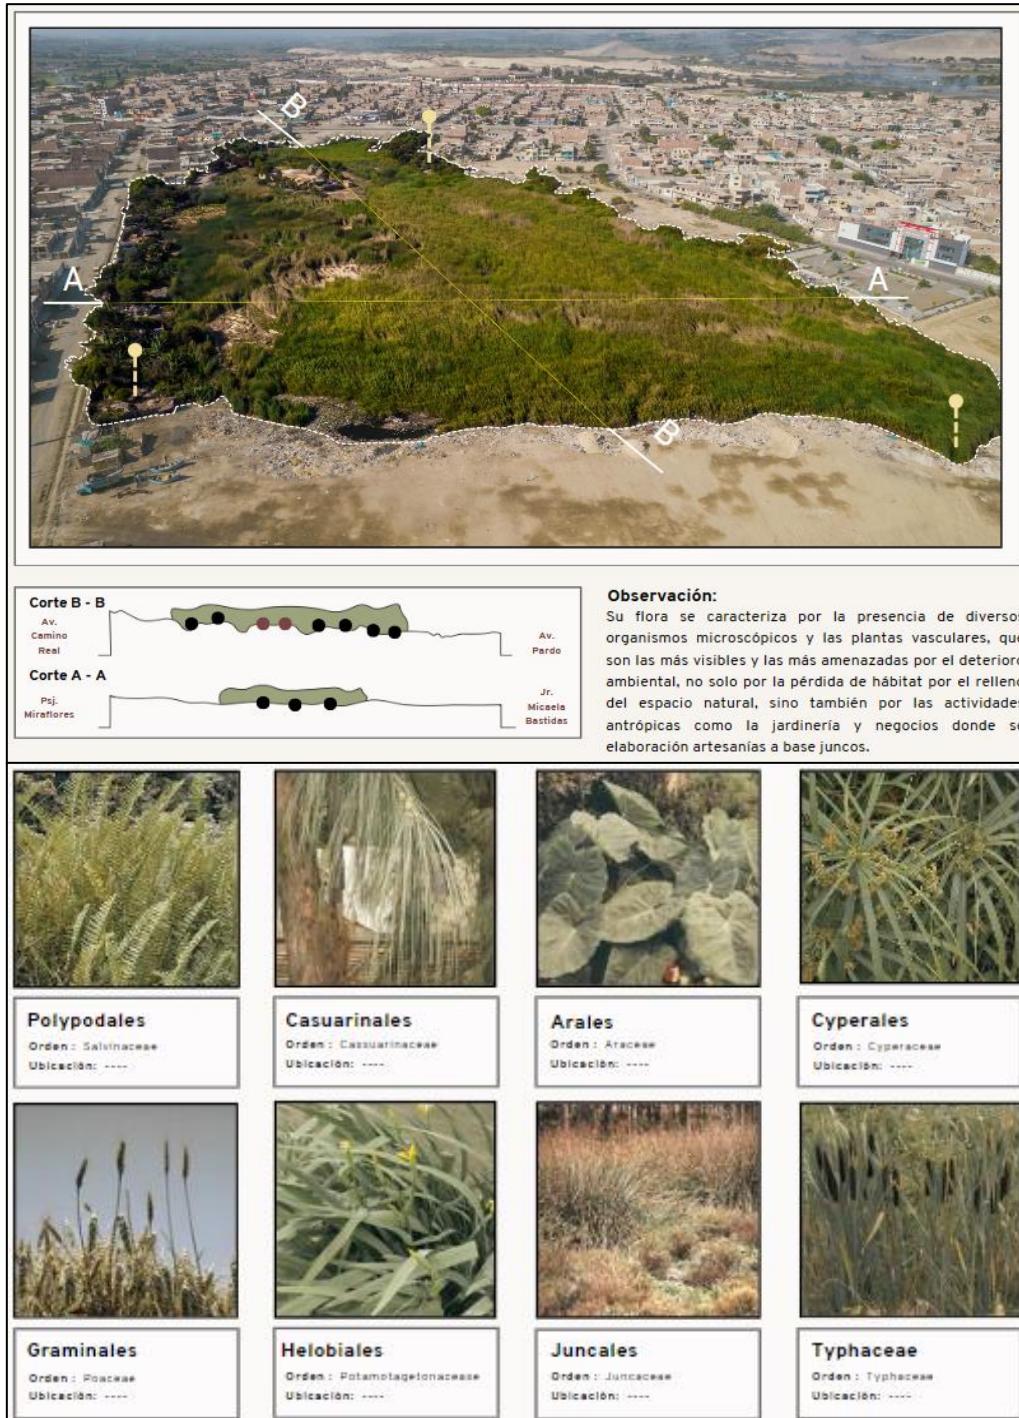 B
A
A
B
Corte B - B
Av.
Camino
Real
Av.
Pardo
Corte A - A
Psj.
Miraflores
Jr.
Micaela
Bastidas
Observación:
Su flora se caracteriza por la presencia de diversos
organismos microscópicos y las plantas vasculares, que
son las más visibles y las más amenazadas por el deterioro
ambiental, no solo por la pérdida de hábitat por el relleno
del espacio natural, sino también por las actividades
antrópicas como la jardinería y negocios donde se
elaboración artesanías a base juncos.
Polypodales
Orden : Salvinaceae
Ubicación: ----
Casuarinales
Orden : Cassuarinaceae
Ubicación: ----
Arales
Orden : Araceae
Ubicación: ----
Cyperales
Orden : Cyperaceae
Ubicación: ----
Graminales
Orden : Poaceae
Ubicación: ----
Helobiales
Orden : Potamotagetonacease
Ubicación: ----
Juncales
Orden : Juncaceae
Ubicación: ----
Typhaceae
Orden : Typhaceae
Ubicación: ----